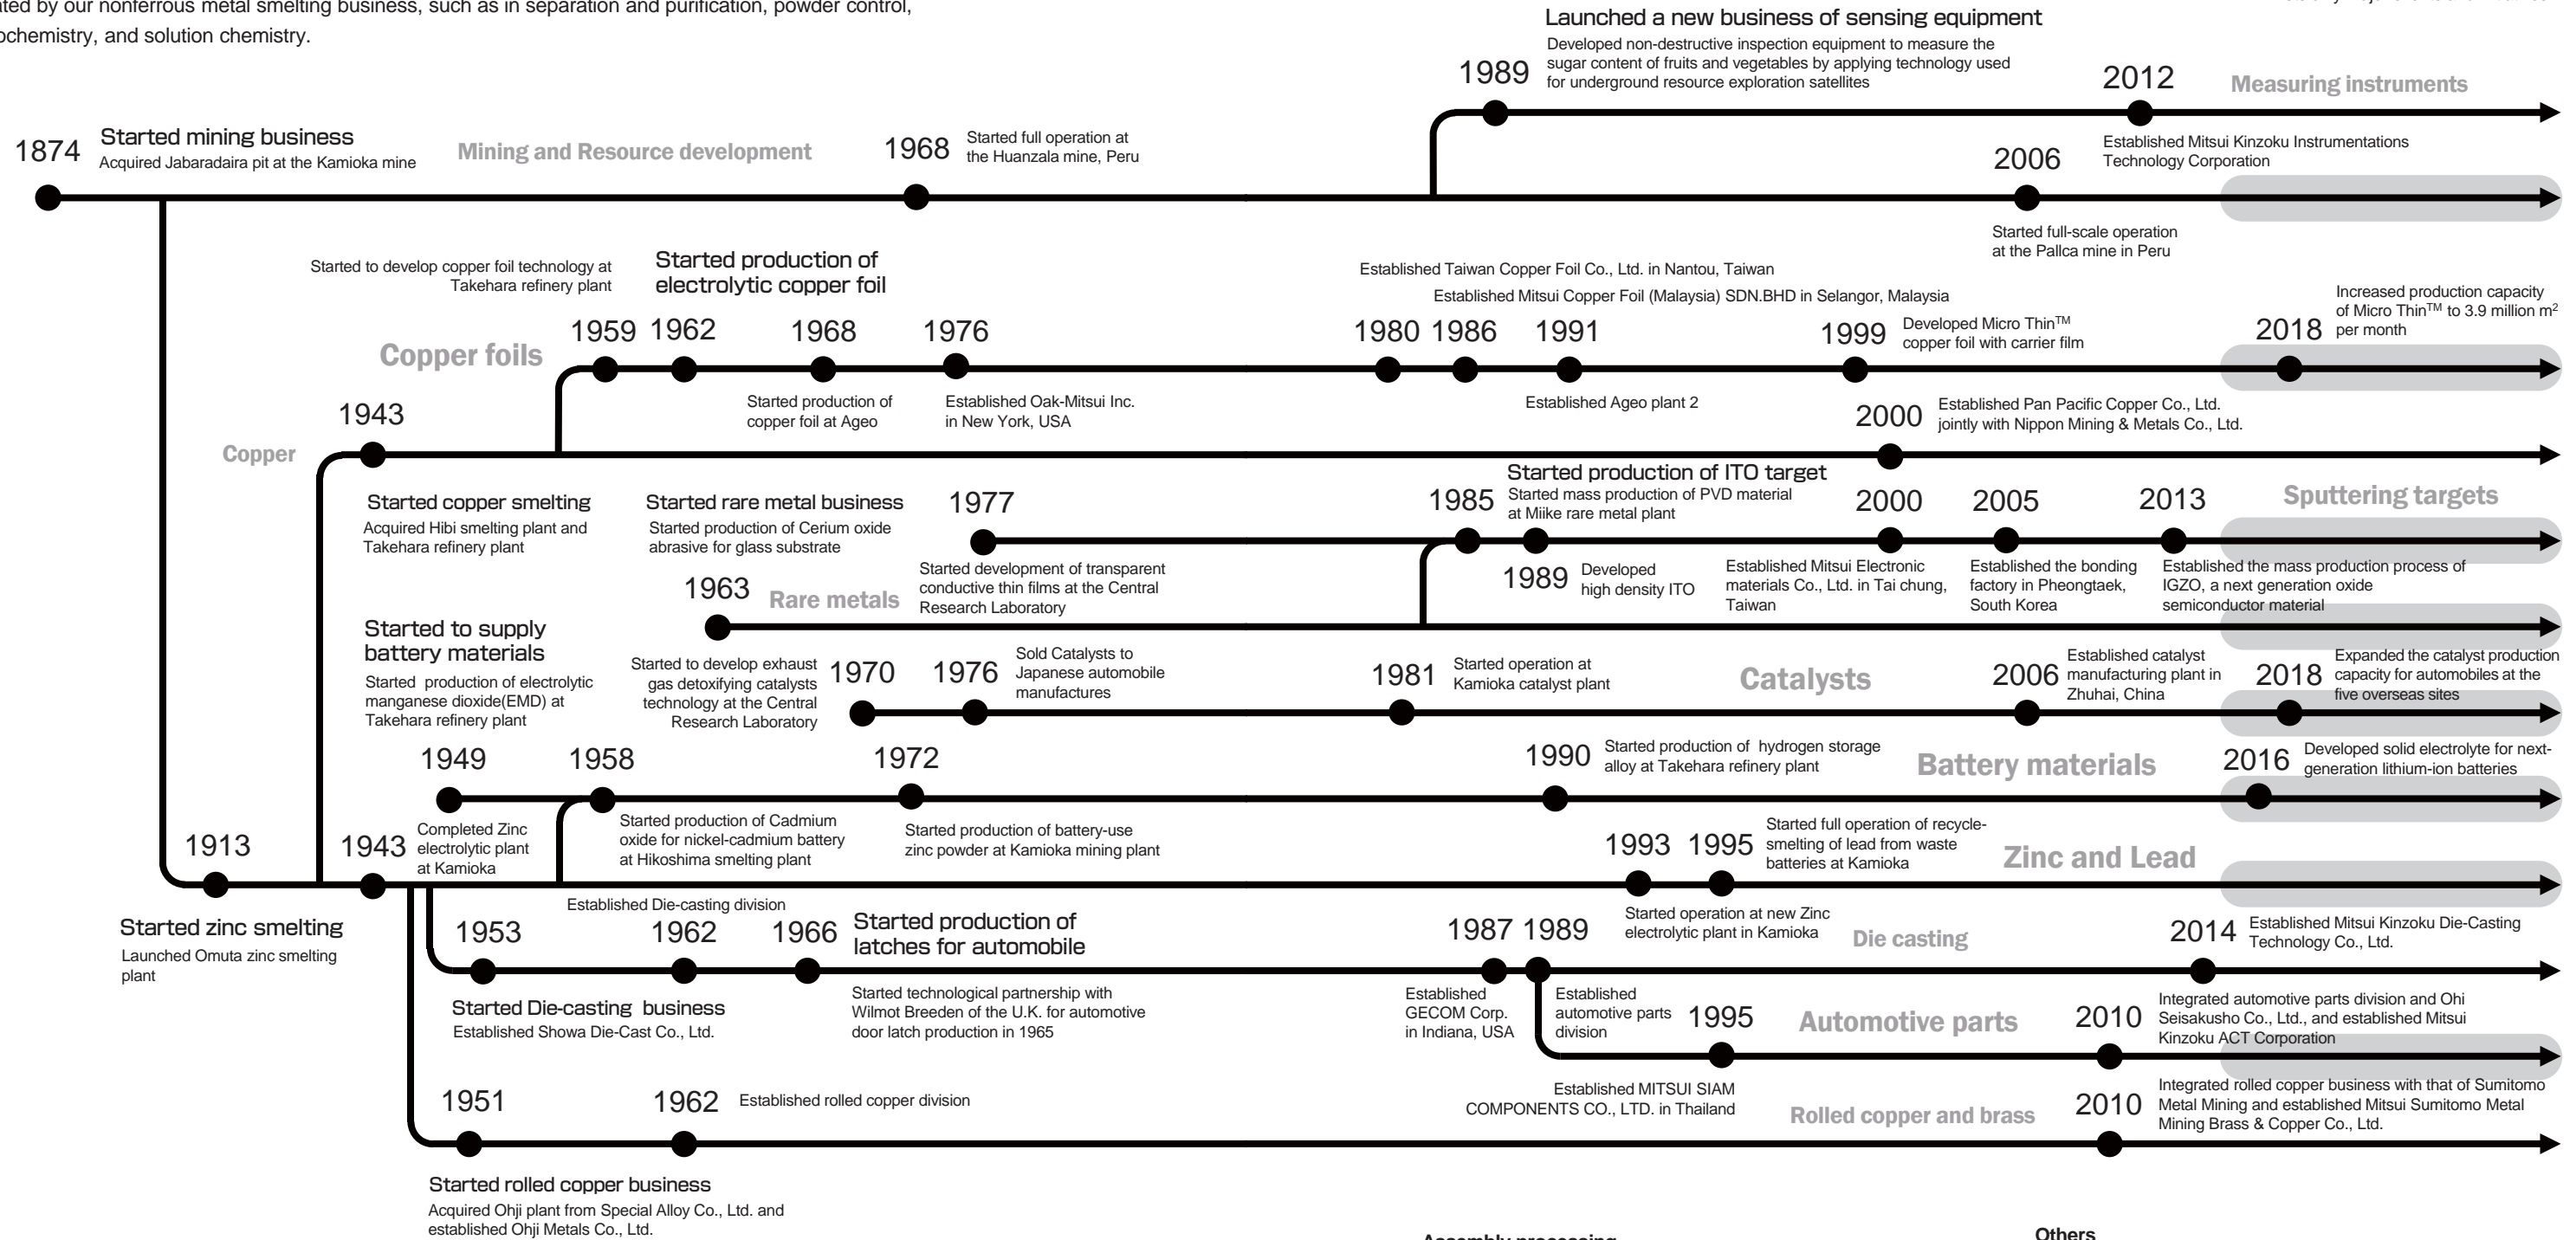 ated by our nonferrous metal smelting business, such as in separation and purification, powder control,
ochemistry, and solution chemistry.
Launched a new business of sensing equipment
1989
Developed non-destructive inspection equipment to measure the
sugar content of fruits and vegetables by applying technology used
for underground resource exploration satellites
2012
Measuring instruments
Established Mitsui Kinzoku Instrumentations
Technology Corporation
1874
Started mining business
Acquired Jabaradaira pit at the Kamioka mine
Mining and Resource development
1968
Started full operation at
the Huanzala mine, Peru
2006
Started full-scale operation
at the Pallca mine in Peru
Started to develop copper foil technology at
Takehara refinery plant
Started production of
electrolytic copper foil
Established Taiwan Copper Foil Co., Ltd. in Nantou, Taiwan
Established Mitsui Copper Foil (Malaysia) SDN.BHD in Selangor, Malaysia
Copper foils
1959
1962
1968
1976
1980
1986
1991
1999
Developed Micro Thin™
copper foil with carrier film
2018
Increased production capacity
of Micro Thin™ to 3.9 million m²
per month
Started production of
copper foil at Ageo
Established Oak-Mitsui Inc.
in New York, USA
Established Ageo plant 2
Copper
1943
2000
Established Pan Pacific Copper Co., Ltd.
jointly with Nippon Mining & Metals Co., Ltd.
Started copper smelting
Acquired Hibi smelting plant and
Takehara refinery plant
Started rare metal business
Started production of Cerium oxide
abrasive for glass substrate
1977
Started development of transparent
conductive thin films at the Central
Research Laboratory
1985
Started production of ITO target
Started mass production of PVD material
at Miike rare metal plant
2000
2005
2013
Sputtering targets
1989
Developed
high density ITO
Established Mitsui Electronic
materials Co., Ltd. in Tai chung,
Taiwan
Established the bonding
factory in Pheongtaek,
South Korea
Established the mass production process of
IGZO, a next generation oxide
semiconductor material
1963
Rare metals
Started to supply
battery materials
Started production of electrolytic
manganese dioxide(EMD) at
Takehara refinery plant
Started to develop exhaust
gas detoxifying catalysts
technology at the Central
Research Laboratory
1970
1976
Sold Catalysts to
Japanese automobile
manufactures
1981
Started operation at
Kamioka catalyst plant
Catalysts
2006
Established catalyst
manufacturing plant in
Zhuhai, China
2018
Expanded the catalyst production
capacity for automobiles at the
five overseas sites
1949
1958
1972
1990
Started production of hydrogen storage
alloy at Takehara refinery plant
Battery materials
2016
Developed solid electrolyte for next-
generation lithium-ion batteries
1913
1943
Completed Zinc
electrolytic plant
at Kamioka
Started production of Cadmium
oxide for nickel-cadmium battery
at Hikoshima smelting plant
Started production of battery-use
zinc powder at Kamioka mining plant
1993
1995
Started full operation of recycle-
smelting of lead from waste
batteries at Kamioka
Zinc and Lead
Started zinc smelting
Launched Omuta zinc smelting
plant
Established Die-casting division
1953
1962
1966
Started production of
latches for automobile
1987
1989
Started operation at new Zinc
electrolytic plant in Kamioka
Die casting
2014
Established Mitsui Kinzoku Die-Casting
Technology Co., Ltd.
Started Die-casting business
Established Showa Die-Cast Co., Ltd.
Started technological partnership with
Wilmot Breeden of the U.K. for automotive
door latch production in 1965
Established
GECOM Corp.
in Indiana, USA
Established
automotive parts
division
1995
Automotive parts
2010
Integrated automotive parts division and Ohi
Seisakusho Co., Ltd., and established Mitsui
Kinzoku ACT Corporation
Established MITSUI SIAM
COMPONENTS CO., LTD. in Thailand
1951
1962
Established rolled copper division
Rolled copper and brass
2010
Integrated rolled copper business with that of Sumitomo
Metal Mining and established Mitsui Sumitomo Metal
Mining Brass & Copper Co., Ltd.
Started rolled copper business
Acquired Ohji plant from Special Alloy Co., Ltd. and
established Ohji Metals Co., Ltd.
Assembly processing
Others